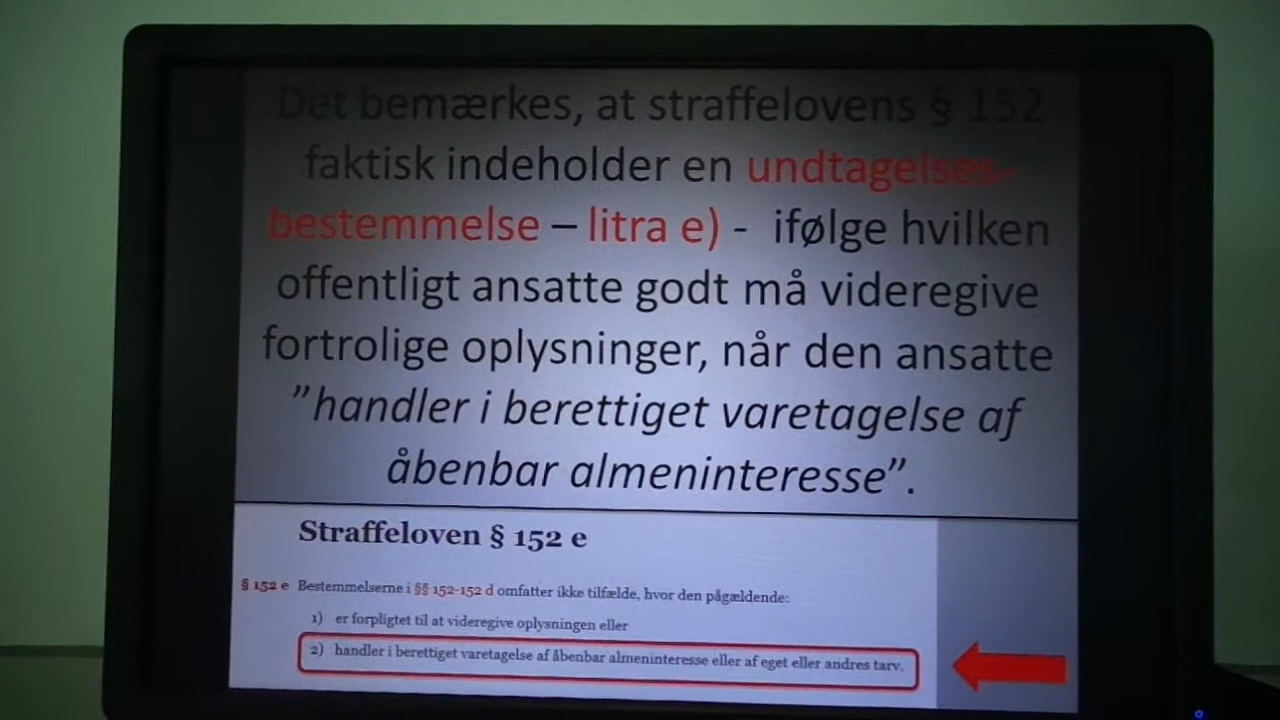 Det bemærkes, at straffelovens § 152
faktisk indeholder en undtagelses-
bestemmelse – litra e) - ifølge hvilken
offentligt ansatte godt må videregive
fortrolige oplysninger, når den ansatte
”handler i berettiget varetagelse af
åbenbar almeninteresse”.
Straffeloven § 152 e
§ 152 e Bestemmelserne i §§ 152-152 d omfatter ikke tilfælde, hvor den pågældende:
1) er forpligtet til at videregive oplysningen eller
2) handler i berettiget varetagelse af åbenbar almeninteresse eller af eget eller andres tarv.